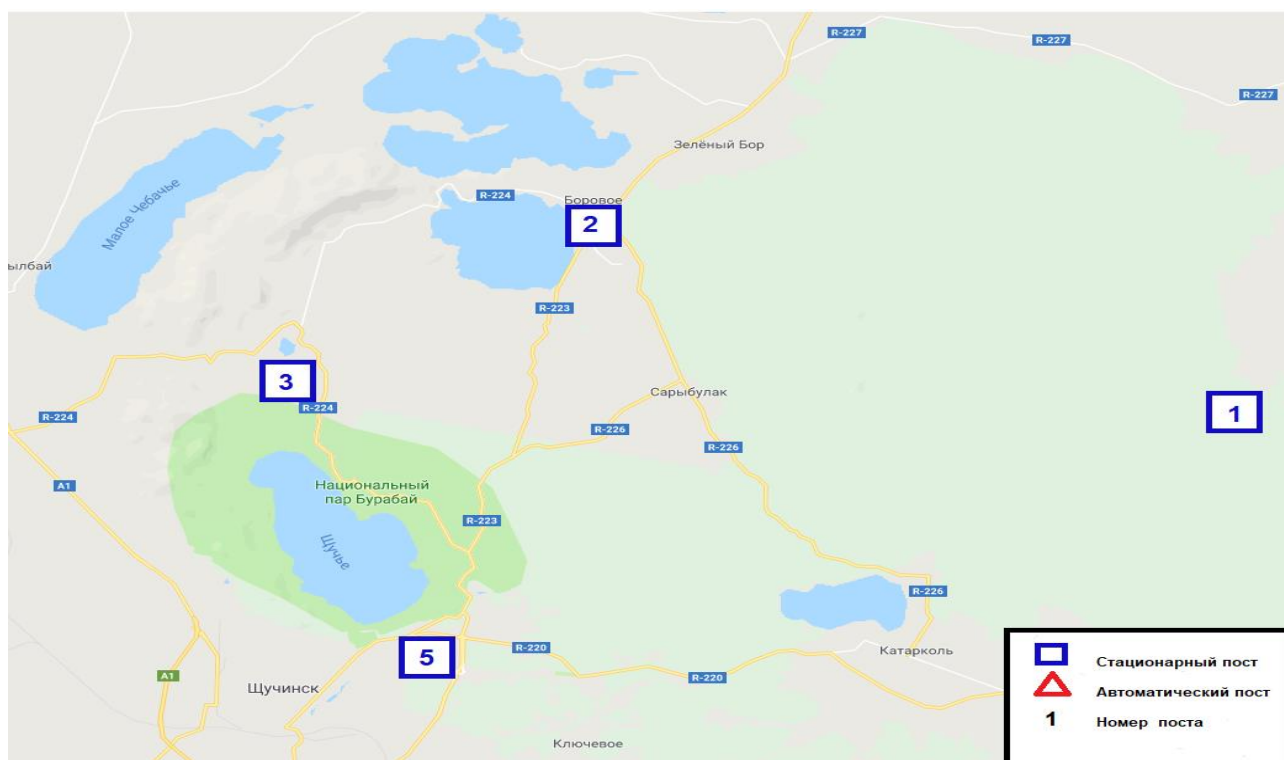 R-227
R-227
R-227
Зелёный Бор
Малое Чебачье
R-224
Боровое
2
ылбай
R-223
3
Сарыбулак
R-224
R-224
1
R-226
R-226
A1
Национальный
пар Бурабай
R-223
Щучье
R-226
5
R-220
Катарколь
A1
R-220
Щучинск
Ключевое
Стационарный пост
Автоматический пост
1 Номер поста